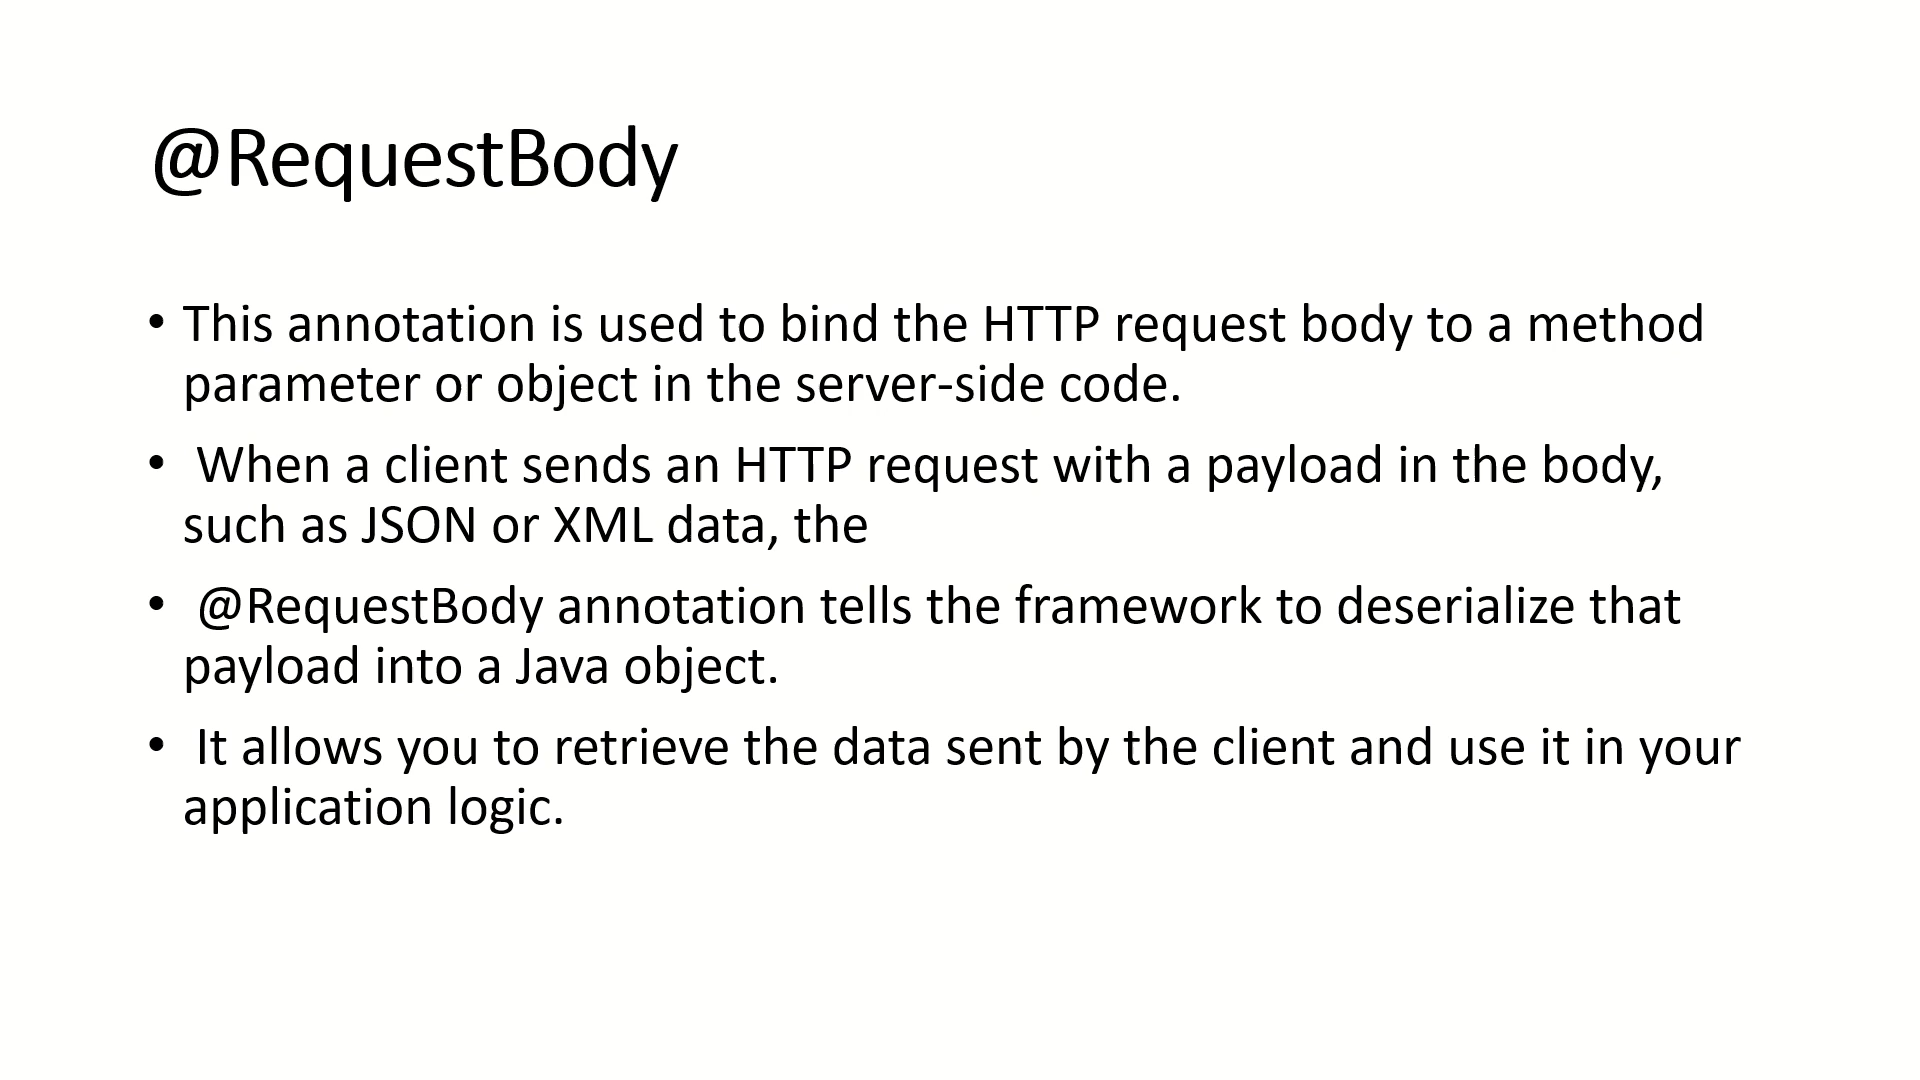 @RequestBody
• This annotation is used to bind the HTTP request body to a method
parameter or object in the server-side code.
• When a client sends an HTTP request with a payload in the body,
such as JSON or XML data, the
• @RequestBody annotation tells the framework to deserialize that
payload into a Java object.
• It allows you to retrieve the data sent by the client and use it in your
application logic.